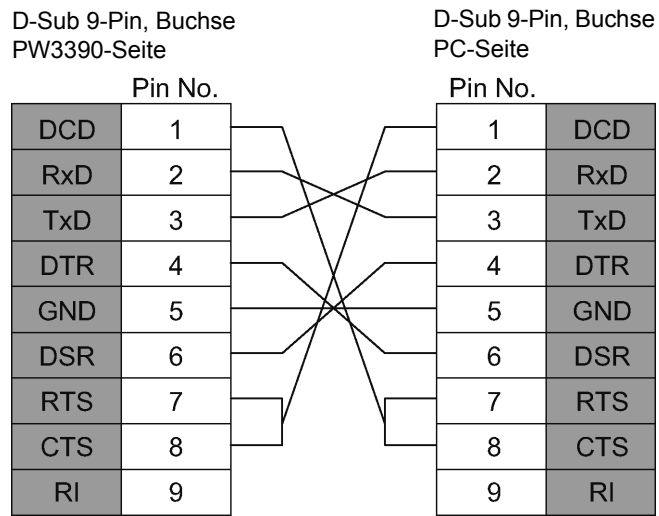 D-Sub 9-Pin, Buchse D-Sub 9-Pin, Buchse
PW3390-Seite PC-Seite
Pin No. Pin No.
DCD 1 1 DCD
RxD 2 2 RxD
TxD 3 3 TxD
DTR 4 4 DTR
GND 5 5 GND
DSR 6 6 DSR
RTS 7 7 RTS
CTS 8 8 CTS
RI 9 9 RI